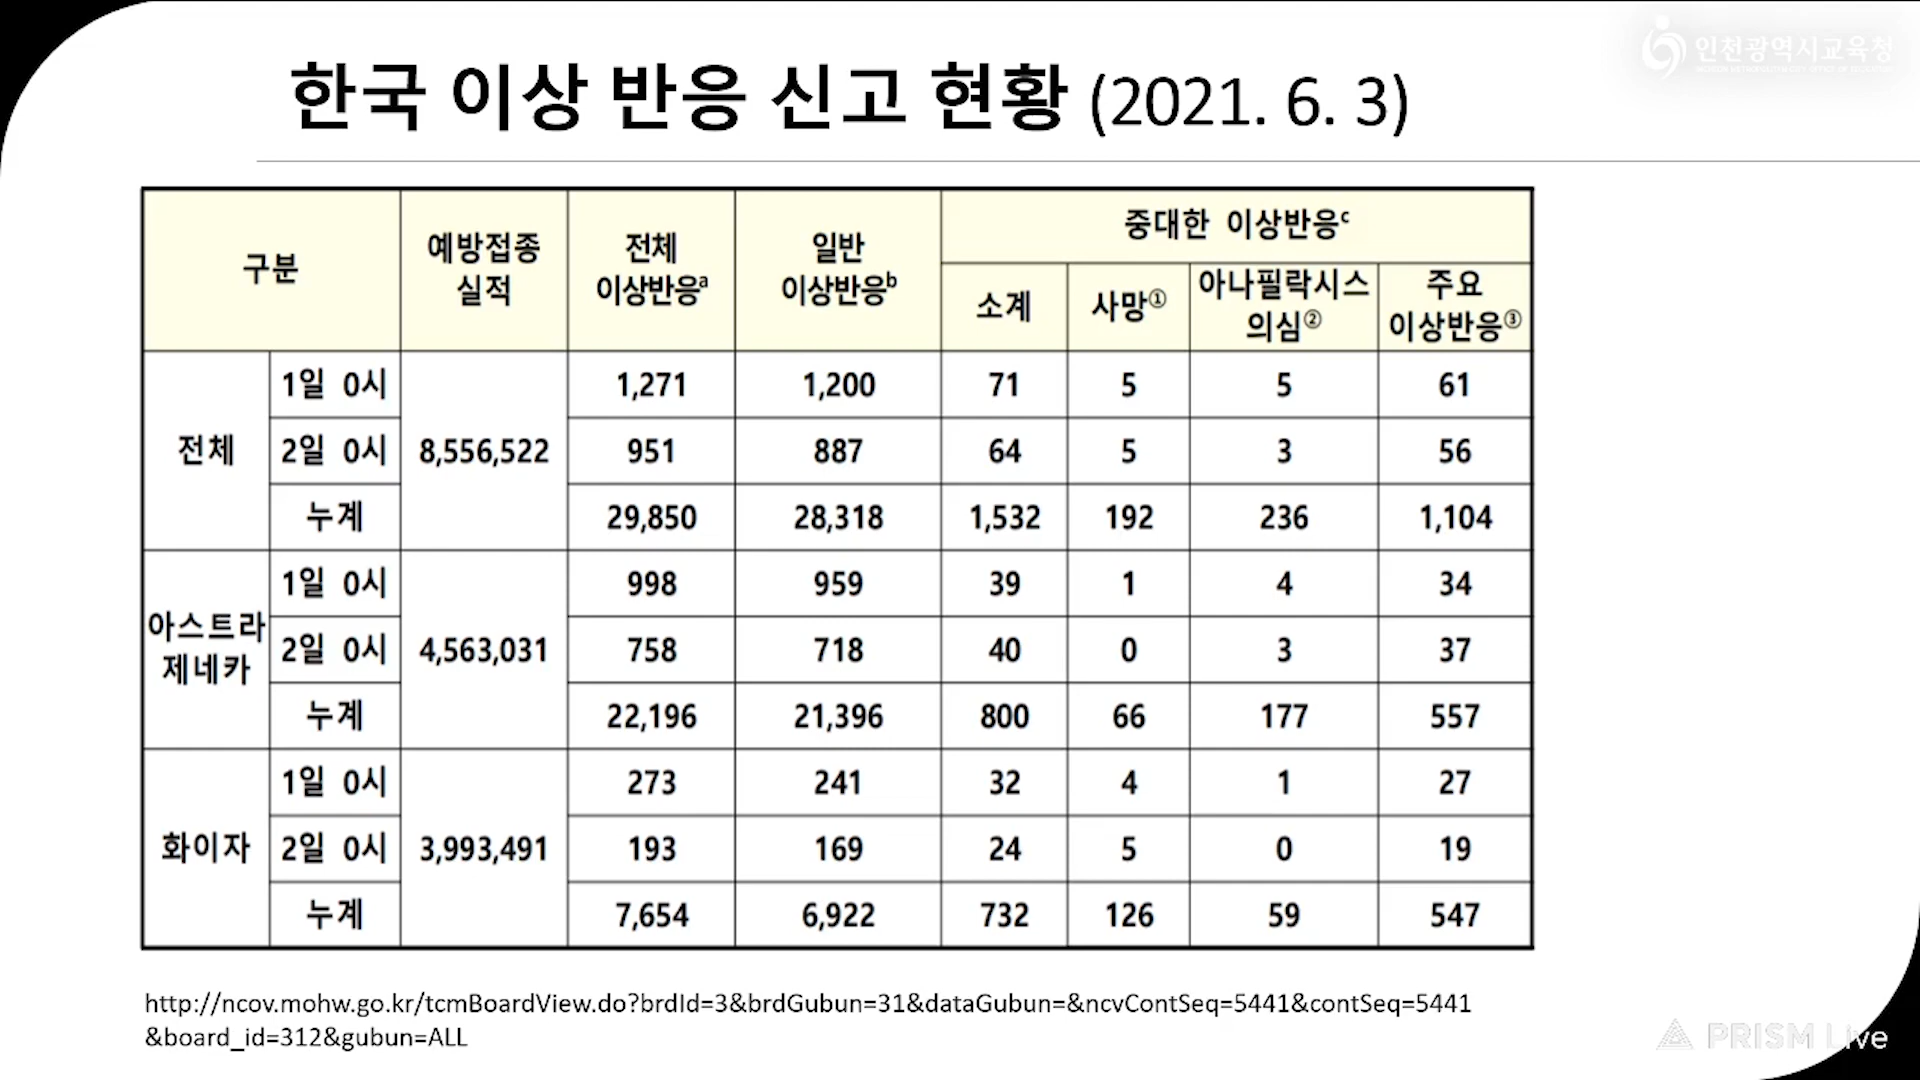 인천광역시교육청
한국 이상 반응 신고 현황 (2021. 6. 3)
구분 예방접종 실적 전체 이상반응a 일반 이상반응b 중대한 이상반응c
소계 사망① 아나필락시스 의심② 주요 이상반응③
전체 1일 0시 8,556,522 1,271 1,200 71 5 5 61
2일 0시 951 887 64 5 3 56
누계 29,850 28,318 1,532 192 236 1,104
아스트라 제네카 1일 0시 4,563,031 998 959 39 1 4 34
2일 0시 758 718 40 0 3 37
누계 22,196 21,396 800 66 177 557
화이자 1일 0시 3,993,491 273 241 32 4 1 27
2일 0시 193 169 24 5 0 19
누계 7,654 6,922 732 126 59 547
http://ncov.mohw.go.kr/tcmBoardView.do?brdId=3&brdGubun=31&dataGubun=&ncvContSeq=5441&contSeq=5441
&board_id=312&gubun=ALL
PRISM Live